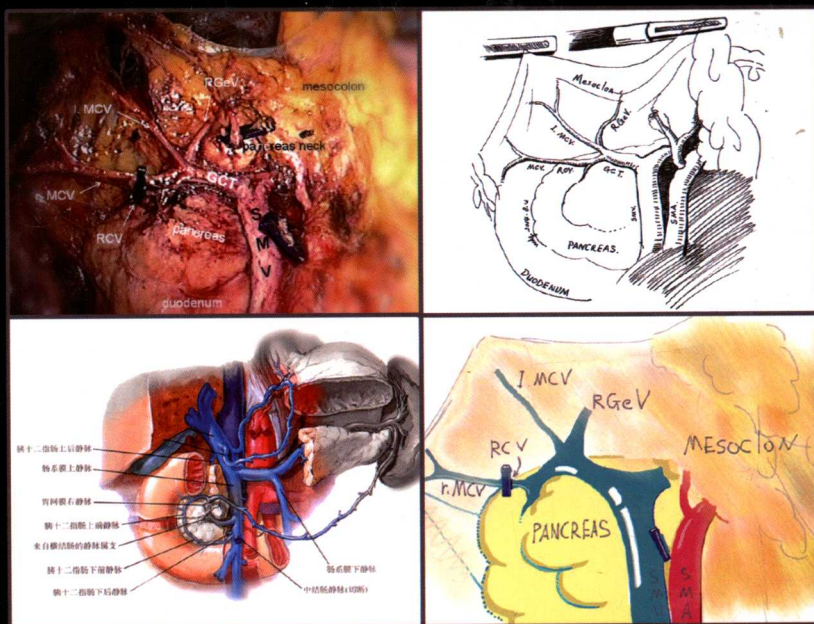 RGeV
mesocolon
I. MCV
pancreas neck
GCT
MCV
RCV
S
M
V
pancreas
duodenum
Mesoclon
R.GeV.
I. MCV.
MCV.
GCT.
SMV.
SMA.
PANCREAS.
DUODENUM
胰十二指肠上后静脉
肠系膜上静脉
胃网膜右静脉
胰十二指肠上前静脉
来自横结肠的静脉属支
胰十二指肠下前静脉
胰十二指肠下后静脉
肠系膜下静脉
中结肠静脉(切断)
I MCV
RGeV
RCV
MESOCLON
r.MCV
PANCREAS
S
M
S
M
A